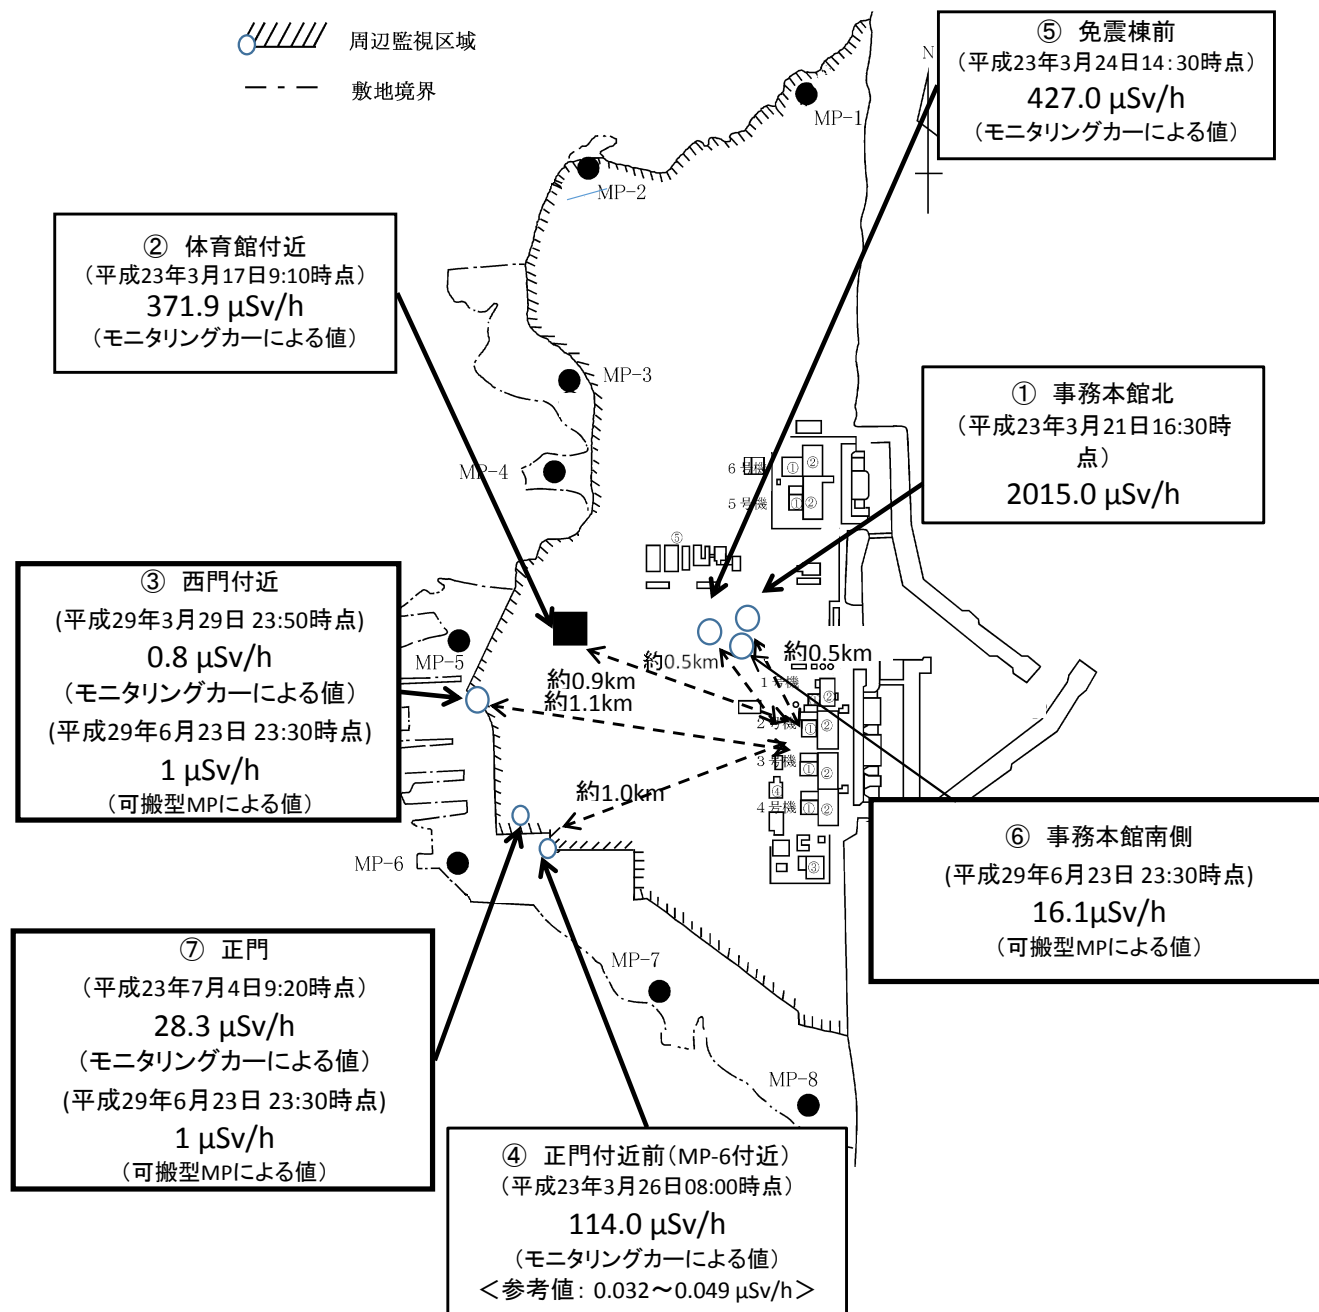 周辺監視区域
敷地境界
⑤ 免震棟前
（平成23年3月24日14：30時点）
427.0 μSv/h
（モニタリングカーによる値）
N
MP-1
MP-2
② 体育館付近
（平成23年3月17日9:10時点）
371.9 μSv/h
（モニタリングカーによる値）
MP-3
① 事務本館北
（平成23年3月21日16:30時
点）
2015.0 μSv/h
MP-4
6号機
①
②
5号機
①
②
⑤
③ 西門付近
(平成29年3月29日 23:50時点)
0.8 μSv/h
（モニタリングカーによる値）
(平成29年6月23日 23:30時点)
1 μSv/h
（可搬型MPによる値）
MP-5
約0.5km
約0.5km
約0.9km
約1.1km
1号機
②
2号機
①
②
3号機
①
②
④
4号機
①
②
③
約1.0km
MP-6
⑥ 事務本館南側
(平成29年6月23日 23:30時点)
16.1μSv/h
（可搬型MPによる値）
⑦ 正門
（平成23年7月4日9:20時点）
28.3 μSv/h
（モニタリングカーによる値）
(平成29年6月23日 23:30時点)
1 μSv/h
（可搬型MPによる値）
MP-7
MP-8
④ 正門付近前（MP-6付近）
（平成23年3月26日08:00時点）
114.0 μSv/h
（モニタリングカーによる値）
＜参考値： 0.032～0.049 μSv/h＞